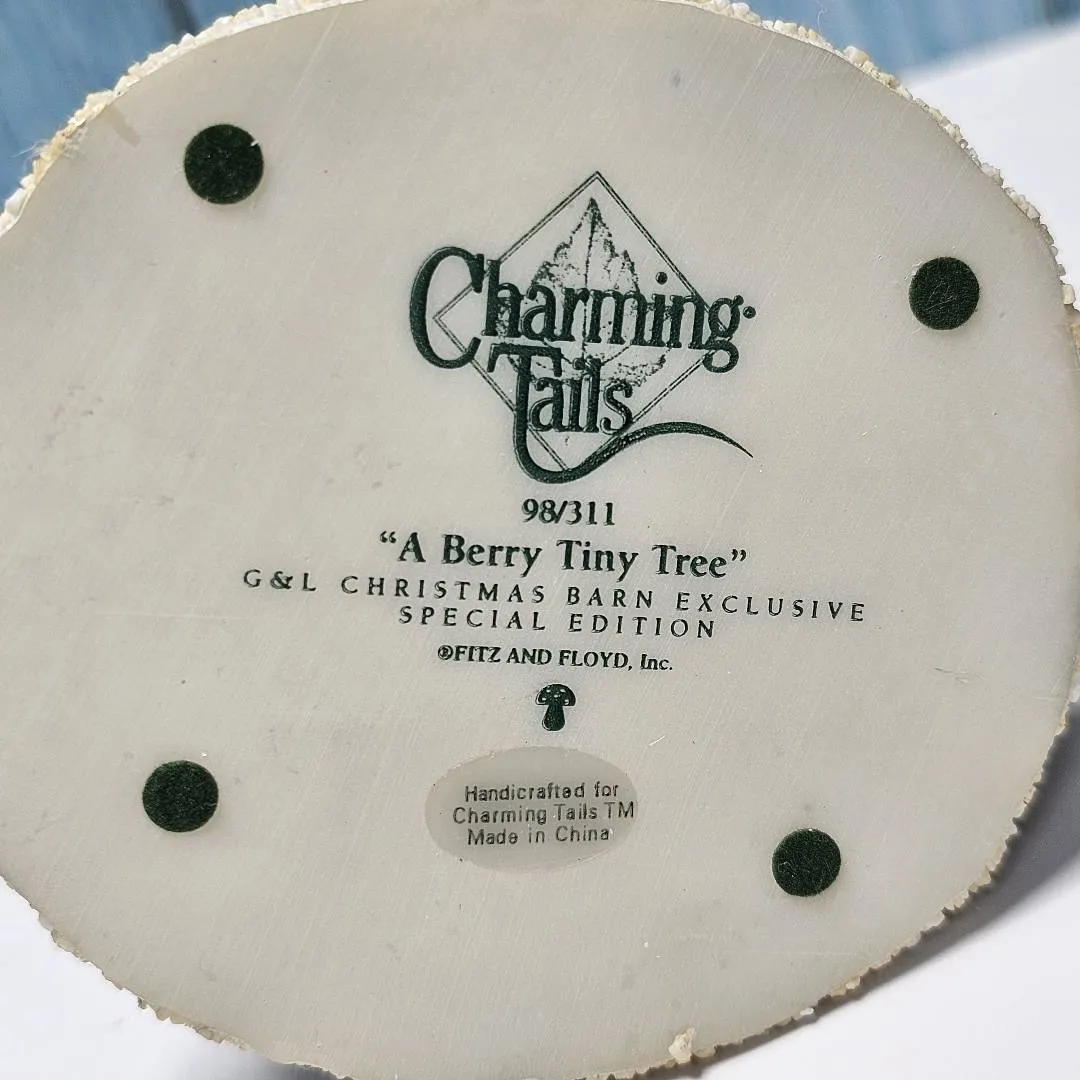 Charming
Tails
98/311
“A Berry Tiny Tree”
G&L CHRISTMAS BARN EXCLUSIVE
SPECIAL EDITION
®FITZ AND FLOYD, Inc.
Handicrafted for
Charming Tails TM
Made in China